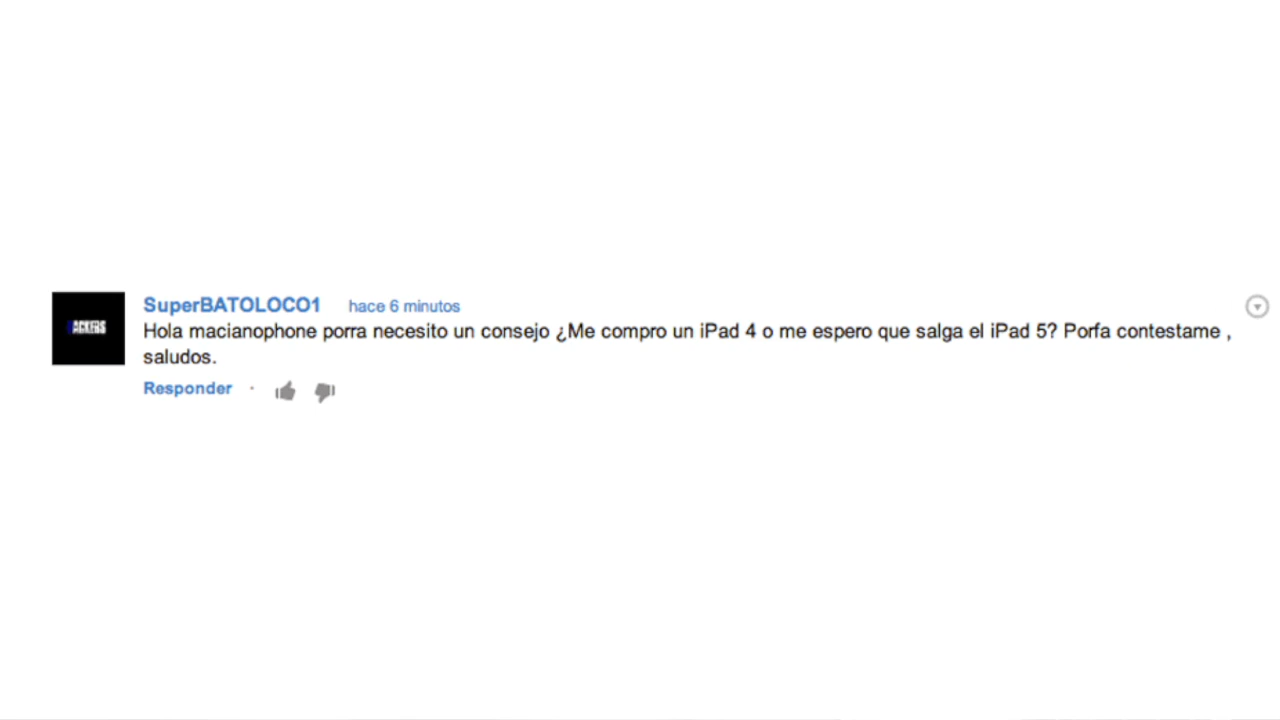 SuperBATOLOCO1 hace 6 minutos
Hola macianophone porra necesito un consejo ¿Me compro un iPad 4 o me espero que salga el iPad 5? Porfa contestame ,
saludos.
Responder ·